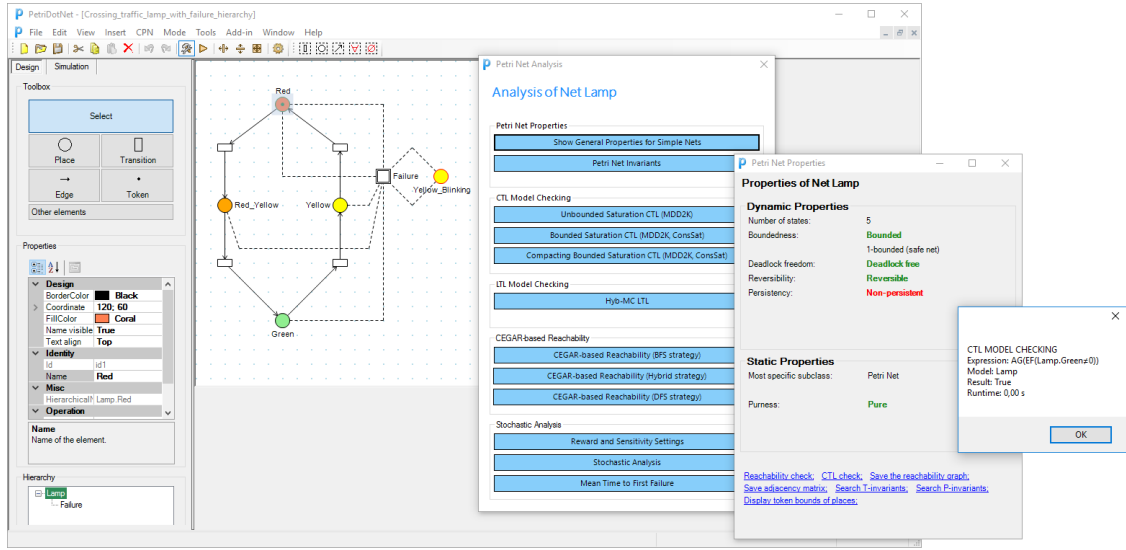 PetriDotNet - [Crossing_traffic_lamp_with_failure_hierarchy]
File Edit View Insert CPN Mode Tools Add-in Window Help
Design Simulation
Toolbox
Select
Place Transition
Edge Token
Other elements
Properties
Design
BorderColor Black
Coordinate 120; 60
FillColor Coral
Name visible True
Text align Top
Identity
Id id1
Name Red
Misc
HierarchicalN Lamp.Red
Operation
Name
Name of the element.
Hierarchy
Lamp
Failure
Red
Failure
Yellow_Blinking
Red_Yellow
Yellow
Green
Petri Net Analysis
Analysis of Net Lamp
Petri Net Properties
Show General Properties for Simple Nets
Petri Net Invariants
CTL Model Checking
Unbounded Saturation CTL (MDD2K)
Bounded Saturation CTL (MDD2K, ConsSat)
Compacting Bounded Saturation CTL (MDD2K, ConsSat)
LTL Model Checking
Hyb-MC LTL
CEGAR-based Reachability
CEGAR-based Reachability (BFS strategy)
CEGAR-based Reachability (Hybrid strategy)
CEGAR-based Reachability (DFS strategy)
Stochastic Analysis
Reward and Sensitivity Settings
Stochastic Analysis
Mean Time to First Failure
Petri Net Properties
Properties of Net Lamp
Dynamic Properties
Number of states: 5
Boundedness: Bounded
1-bounded (safe net)
Deadlock freedom: Deadlock free
Reversibility: Reversible
Persistency: Non-persistent
Static Properties
Most specific subclass: Petri Net
Pureness: Pure
Reachability check; CTL check; Save the reachability graph;
Save adjacency matrix; Search T-invariants; Search P-invariants;
Display token bounds of places;
CTL MODEL CHECKING
Expression: AG(EF(Lamp.Green≠0))
Model: Lamp
Result: True
Runtime: 0,00 s
OK